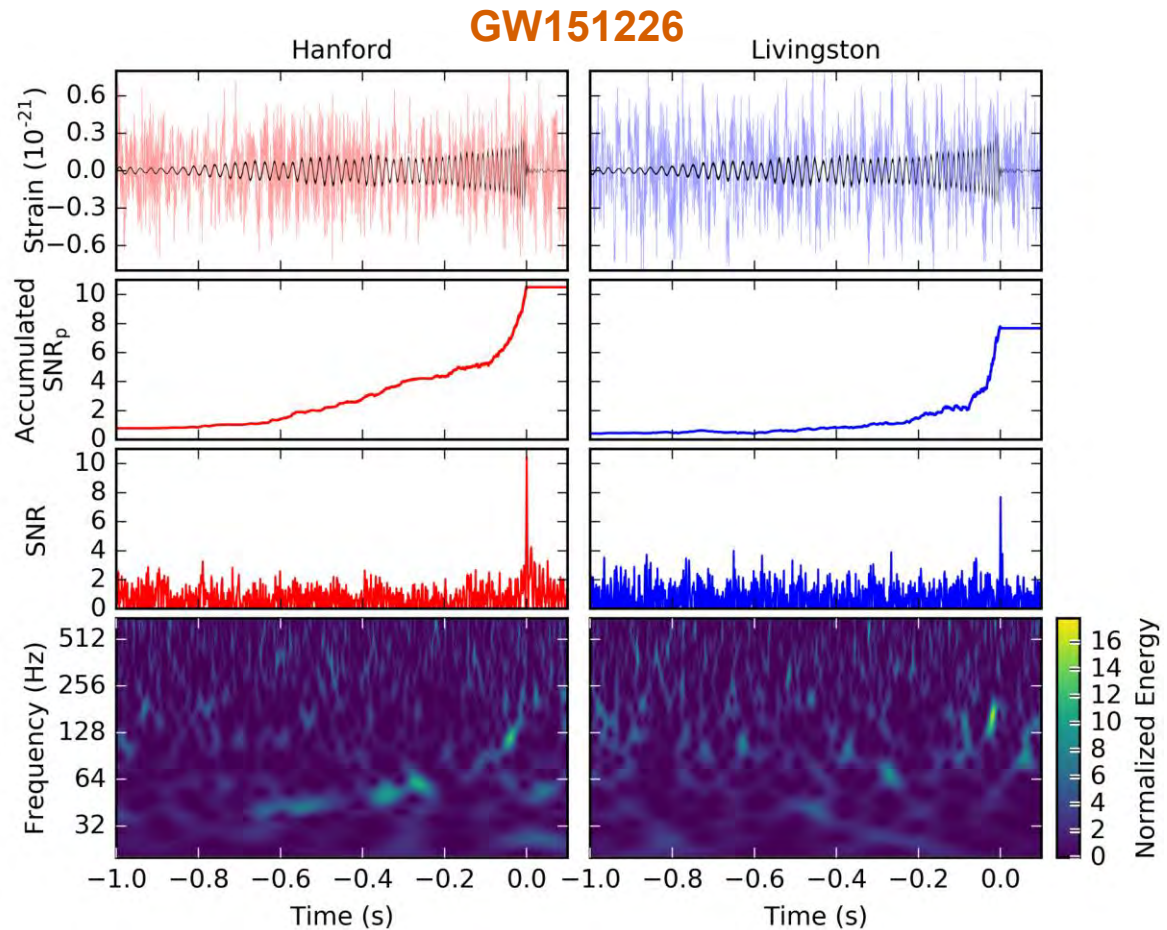 GW151226
Hanford
Livingston
Strain (10⁻²¹)
0.6
0.3
0.0
−0.3
−0.6
Accumulated
SNRₚ
10
8
6
4
2
0
SNR
10
8
6
4
2
0
Frequency (Hz)
512
256
128
64
32
−1.0 −0.8 −0.6 −0.4 −0.2 0.0
−1.0 −0.8 −0.6 −0.4 −0.2 0.0
Time (s)
Time (s)
16
14
12
10
8
6
4
2
0
Normalized Energy